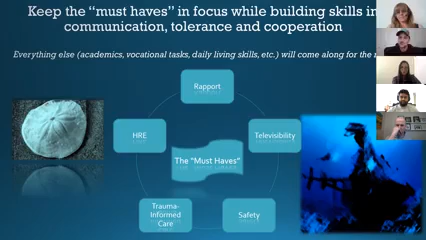 Keep the “must haves” in focus while building skills in
communication, tolerance and cooperation
Everything else (academics, vocational tasks, daily living skills, etc.) will come along for the
Rapport
HRE
Televisibility
The “Must Haves”
Trauma-
Informed
Care
Safety